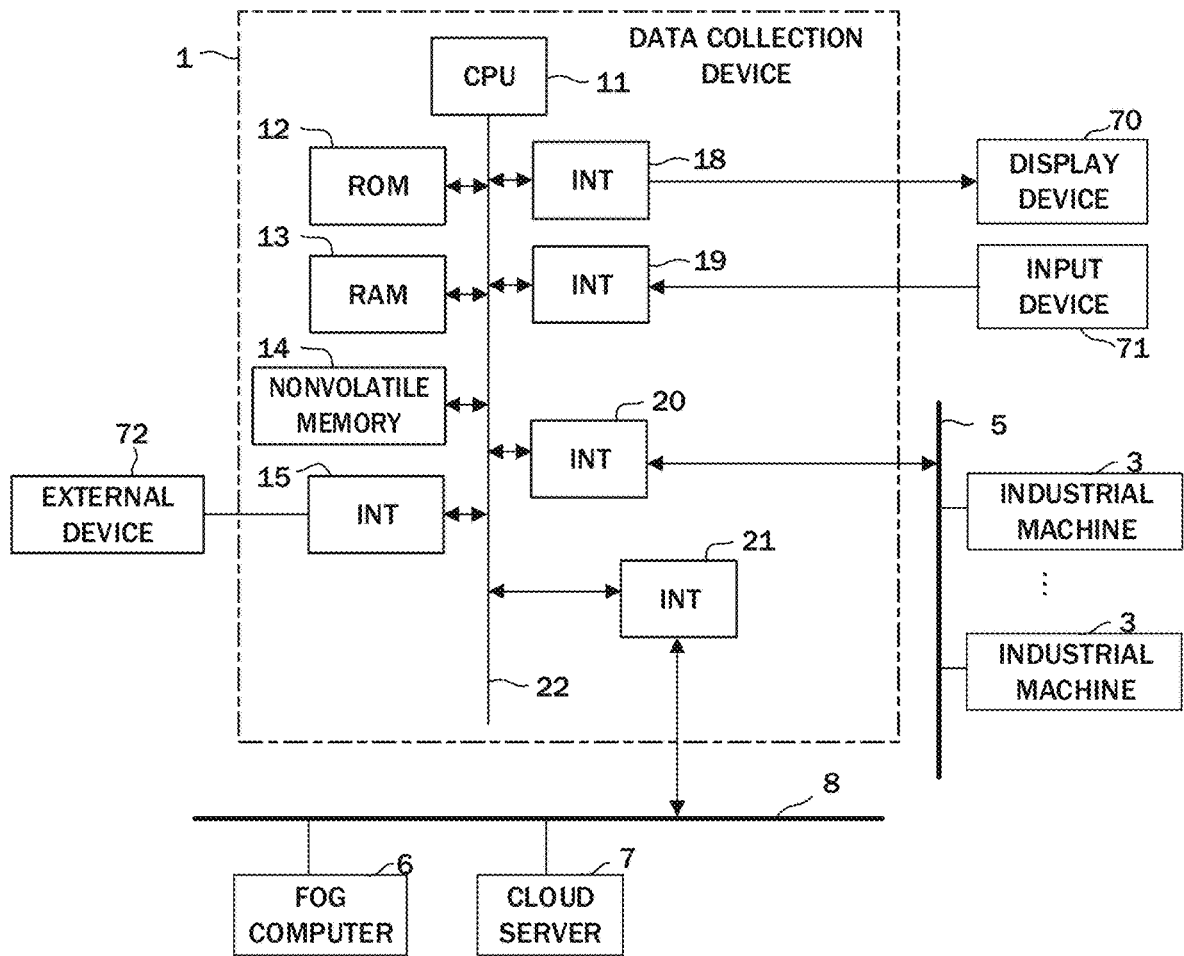 1
DATA COLLECTION
DEVICE
CPU
11
12
ROM
INT
18
70
DISPLAY
DEVICE
13
RAM
INT
19
INPUT
DEVICE
71
14
NONVOLATILE
MEMORY
20
INT
5
72
EXTERNAL
DEVICE
15
INT
3
INDUSTRIAL
MACHINE
...
21
INT
3
INDUSTRIAL
MACHINE
22
8
6
FOG
COMPUTER
7
CLOUD
SERVER